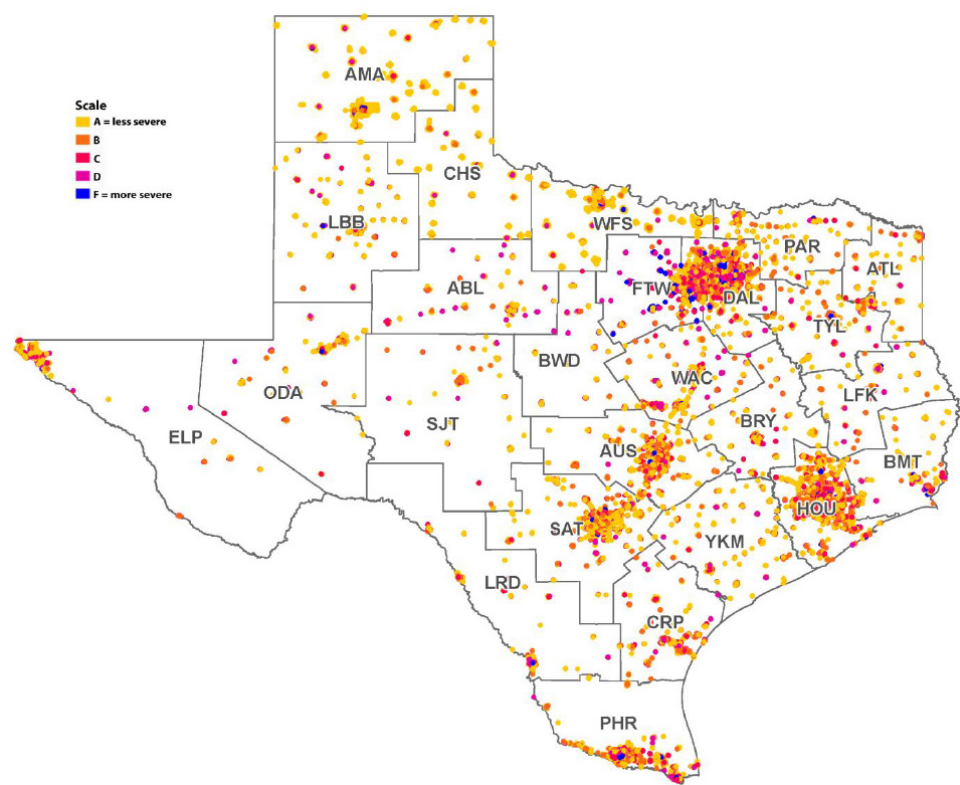 AMA
Scale
A = less severe
B
C
D
F = more severe
CHS
LBB
WFS
PAR
ATL
FTW
DAL
ABL
TYL
BWD
WAC
ODA
LFK
SJT
BRY
ELP
AUS
BMT
HOU
SAT
YKM
LRD
CRP
PHR